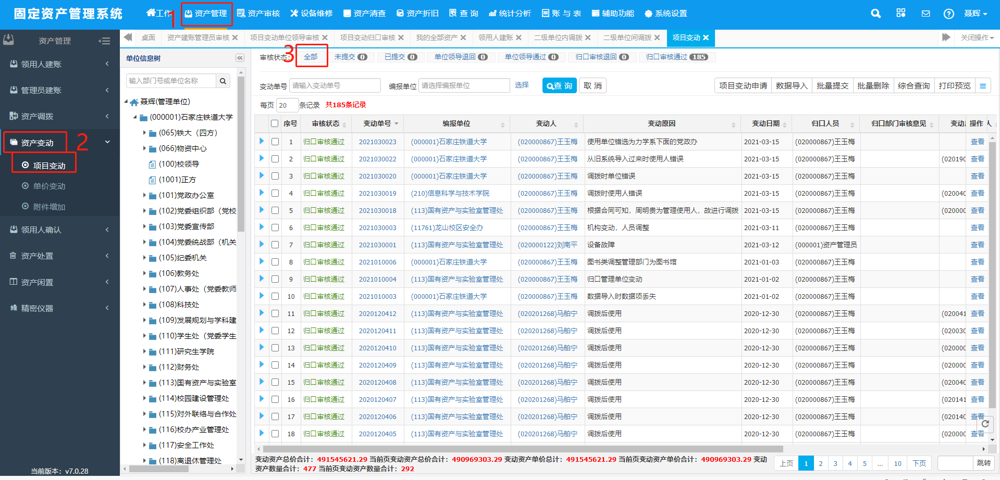 固定资产管理系统 工作 资产管理 资产审核 设备维修 资产清查 资产折旧 查 询 统计分析 账 与 表 辅助功能 系统设置 聂辉
1
资产管理
桌面 资产建账管理员审核 项目变动单位领导审核 项目变动归口审核 我的全部资产 领用人建账 二级单位内调拨 二级单位间调拨 项目变动 关闭操作
领用人建账
管理员建账
资产调拨
资产变动 2
项目变动
单价变动
附件增加
领用人确认
资产处置
资产闲置
精密仪器
当前版本：v7.0.28
单位信息树
输入部门号或单位名称
聂辉(管理单位)
(000001)石家庄铁道大学
(065)铁大（四方）
(066)物资中心
(100)校领导
(1001)正方
(101)党政办公室
(102)党委组织部（党校
(103)党委宣传部
(104)党委统战部（机关
(105)纪委机关
(106)教务处
(107)人事处（党委教师
(108)科技处
(109)发展规划与学科建
(110)学生处（党委学生
(111)研究生学院
(112)财务处
(113)国有资产与实验室
(114)校园建设管理处
(115)对外联络与合作处
(116)校办产业管理处
(117)安全工作处
(118)离退休管理处
审核状态: 3 全部 未提交 0 已提交 0 单位领导退回 0 单位领导通过 0 归口审核退回 0 归口审核通过 185
变动单号 请输入变动单号 编报单位 请选择编报单位 选择 查 询 取 消 项目变动申请 数据导入 批量提交 批量删除 综合查询 打印预览
每页 20 条记录 共185条记录
序号 审核状态 变动单号 编报单位 变动人 变动原因 变动日期 归口人员 归口部门审核意见 变动 操作 人
1 归口审核通过 2021030023 (000001)石家庄铁道大学 (020000867)王玉梅 使用单位错选为力学系下面的党政办 2021-03-15 (020000867)王玉梅 查看
2 归口审核通过 2021030022 (000001)石家庄铁道大学 (020000867)王玉梅 从旧系统导入过来时使用人错误 2021-03-15 (020000867)王玉梅 (020190 查看
3 归口审核通过 2021030020 (000001)石家庄铁道大学 (020000867)王玉梅 调拨时单位错误 2021-03-15 (020000867)王玉梅 查看
4 归口审核通过 2021030019 (210)信息科学与技术学院 (020000867)王玉梅 调拨时使用人错误 2021-03-15 (020000867)王玉梅 (020040 查看
5 归口审核通过 2021030018 (113)国有资产与实验室管理处 (020000867)王玉梅 根据合同可知，周明贵为管理使用人，故进行调拨 2021-03-15 (020000867)王玉梅 (020000 查看
6 归口审核通过 2021030003 (11761)龙山校区安全办 (020000867)王玉梅 机构变动，人员调整 2021-03-11 (020000867)王玉梅 查看
7 归口审核通过 2021030001 (113)国有资产与实验室管理处 (020000122)刘南平 设备故障 2021-03-12 (000001)资产管理员 查看
8 归口审核通过 2021010006 (000001)石家庄铁道大学 (020000867)王玉梅 图书类调整管理部门为图书馆 2021-01-03 (020000867)王玉梅 查看
9 归口审核通过 2021010004 (113)国有资产与实验室管理处 (020000867)王玉梅 归口管理单位变动 2021-01-02 (020000867)王玉梅 查看
10 归口审核通过 2021010003 (000001)石家庄铁道大学 (020000867)王玉梅 数据导入时数据项丢失 2021-01-02 (020000867)王玉梅 查看
11 归口审核通过 2020120412 (113)国有资产与实验室管理处 (020201268)马舶宁 调拨后使用 2020-12-30 (020000867)王玉梅 (020041 查看
12 归口审核通过 2020120411 (113)国有资产与实验室管理处 (020201268)马舶宁 调拨后使用 2020-12-30 (020000867)王玉梅 (020030 查看
13 归口审核通过 2020120410 (113)国有资产与实验室管理处 (020201268)马舶宁 调拨后使用 2020-12-30 (020000867)王玉梅 (020000 查看
14 归口审核通过 2020120409 (113)国有资产与实验室管理处 (020201268)马舶宁 调拨后使用 2020-12-30 (020000867)王玉梅 (020000 查看
15 归口审核通过 2020120408 (113)国有资产与实验室管理处 (020201268)马舶宁 调拨后使用 2020-12-30 (020000867)王玉梅 (020040 查看
16 归口审核通过 2020120407 (113)国有资产与实验室管理处 (020201268)马舶宁 调拨后使用 2020-12-30 (020000867)王玉梅 (020141 查看
17 归口审核通过 2020120406 (113)国有资产与实验室管理处 (020201268)马舶宁 调拨后使用 2020-12-30 (020000867)王玉梅 (020140 查看
18 归口审核通过 2020120405 (113)国有资产与实验室管理处 (020201268)马舶宁 调拨后使用 2020-12-30 (020000867)王玉梅 (020000 查看
变动资产总价合计：491545621.29 当前页变动资产总价合计：490969303.29 变动资产单价总计：491545621.29 当前页变动资产单价合计：490969303.29 变动
资产数量合计：477 当前页变动资产数量合计：292
上页 1 2 3 4 5 ... 10 下页 跳转